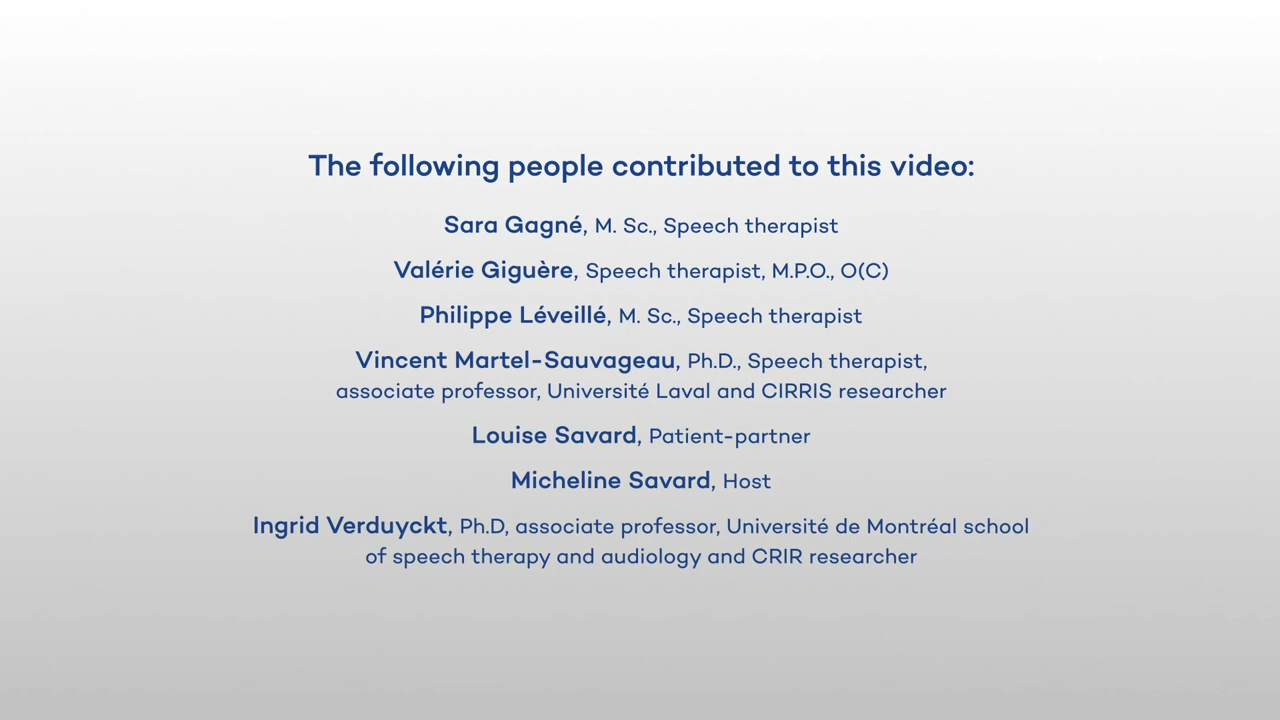 The following people contributed to this video:
Sara Gagné, M. Sc., Speech therapist
Valérie Giguère, Speech therapist, M.P.O., O(C)
Philippe Léveillé, M. Sc., Speech therapist
Vincent Martel-Sauvageau, Ph.D., Speech therapist,
associate professor, Université Laval and CIRRIS researcher
Louise Savard, Patient-partner
Micheline Savard, Host
Ingrid Verduyckt, Ph.D, associate professor, Université de Montréal school
of speech therapy and audiology and CRIR researcher